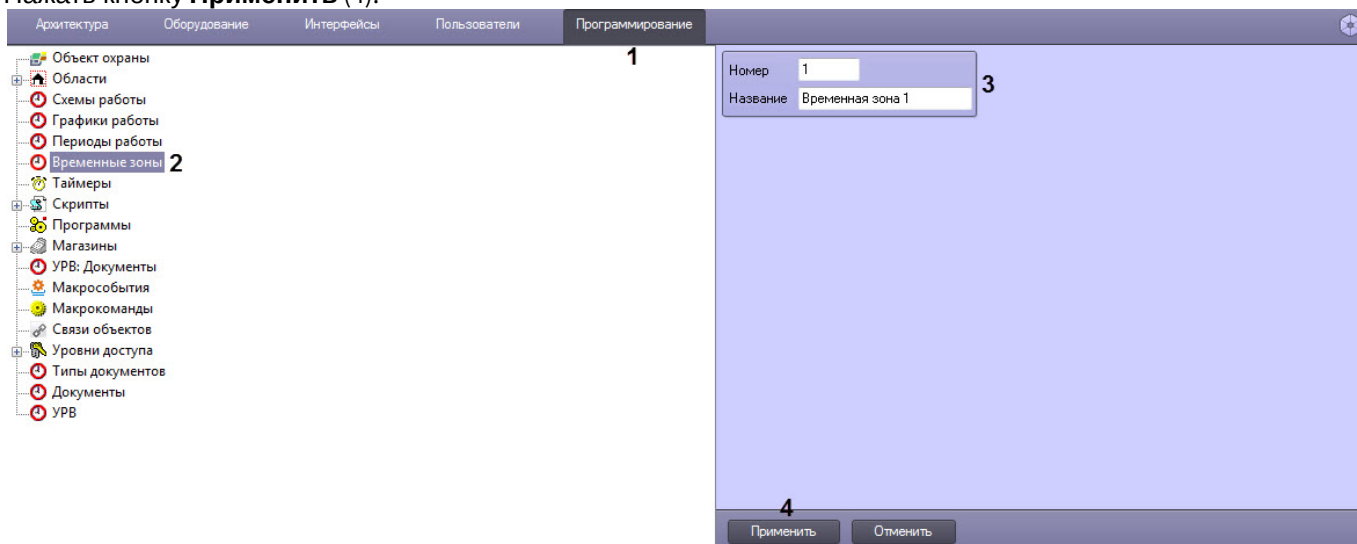 Нажать кнопку Применить (4).
Архитектура Оборудование Интерфейсы Пользователи Программирование
1
Объект охраны
Области
Схемы работы
Графики работы
Периоды работы
Временные зоны 2
Таймеры
Скрипты
Программы
Магазины
УРВ: Документы
Макрособытия
Макрокоманды
Связи объектов
Уровни доступа
Типы документов
Документы
УРВ
Номер 1
Название Временная зона 1
3
4
Применить Отменить